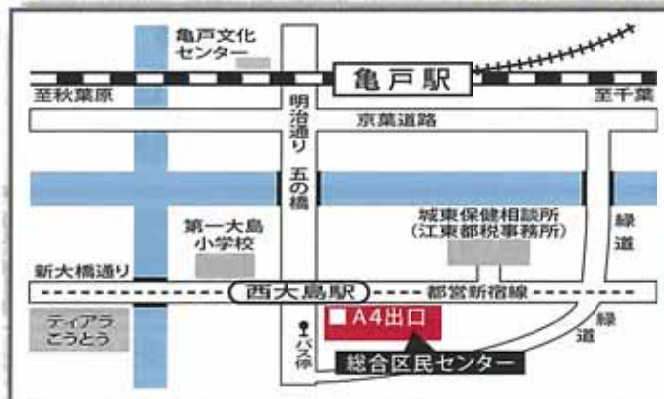 亀戸文化
センター
亀戸駅
至秋葉原
至千葉
京葉道路
明治通り
五の橋
第一大島
小学校
城東保健相談所
(江東都税事務所)
緑道
新大橋通り
西大島駅
都営新宿線
ティアラ
こうとう
バス停
A4出口
緑道
総合区民センター